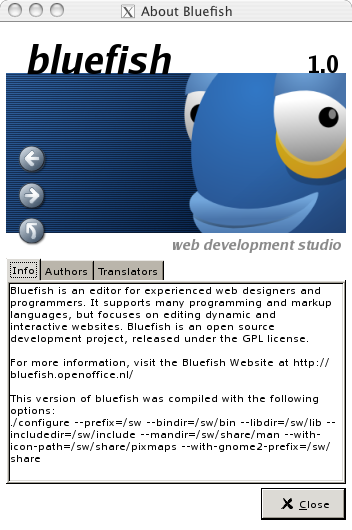 About Bluefish
bluefish 1.0
web development studio
Info Authors Translators
Bluefish is an editor for experienced web designers and
programmers. It supports many programming and markup
languages, but focuses on editing dynamic and
interactive websites. Bluefish is an open source
development project, released under the GPL license.
For more information, visit the Bluefish Website at http://
bluefish.openoffice.nl/
This version of bluefish was compiled with the following
options:
./configure --prefix=/sw --bindir=/sw/bin --libdir=/sw/lib --
includedir=/sw/include --mandir=/sw/share/man --with-
icon-path=/sw/share/pixmaps --with-gnome2-prefix=/sw/
share
Close